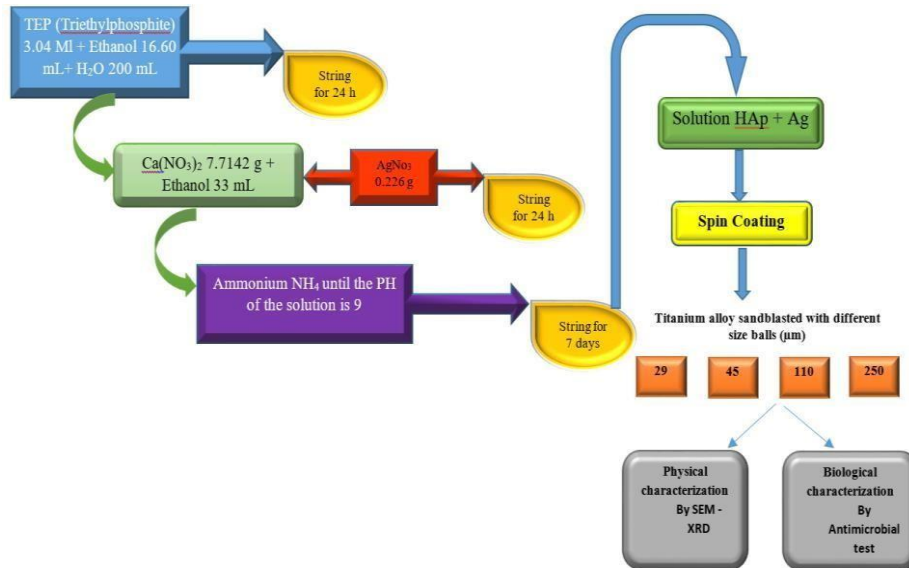 TEP (Triethylphosphite)
3.04 Ml + Ethanol 16.60
mL+ H₂O 200 mL
String
for 24 h
Ca(NO₃)₂ 7.7142 g +
Ethanol 33 mL
AgNo₃
0.226 g
String
for 24 h
Ammonium NH₄ until the PH
of the solution is 9
String for
7 days
Solution HAp + Ag
Spin Coating
Titanium alloy sandblasted with different
size balls (µm)
29
45
110
250
Physical
characterization
By SEM -
XRD
Biological
characterization
By
Antimicrobial
test